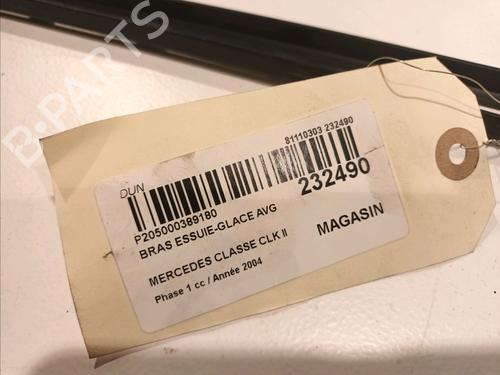 B-PARTS
DUN
81110303 232490
P205000389180
232490
BRAS ESSUIE-GLACE AVG
MERCEDES CLASSE CLK II
MAGASIN
Phase 1 cc / Année 2004